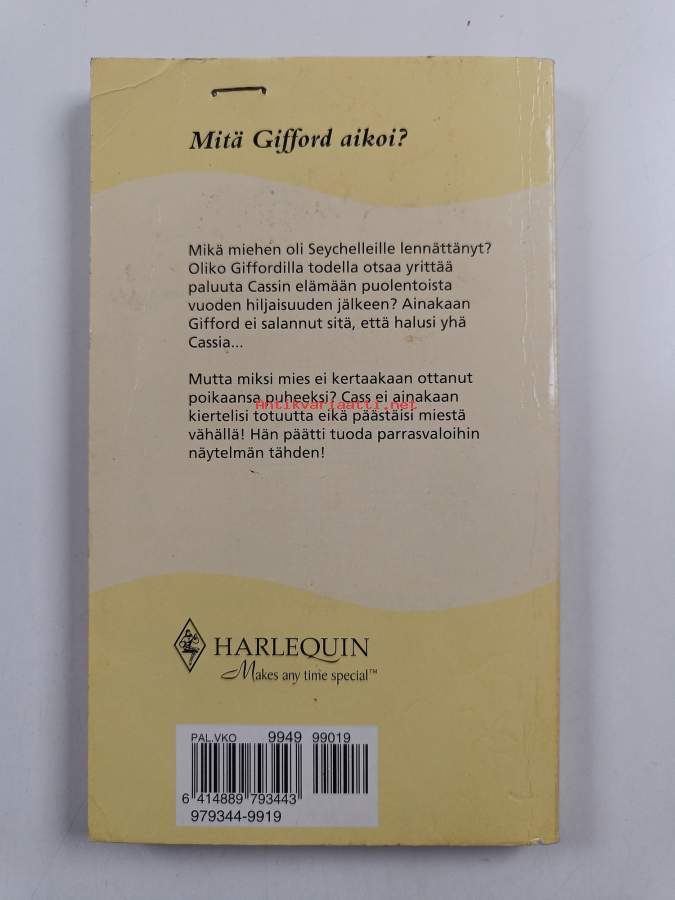 Mitä Gifford aikoi?
Mikä miehen oli Seychelleille lennättänyt?
Oliko Giffordilla todella otsaa yrittää
paluuta Cassin elämään puolentoista
vuoden hiljaisuuden jälkeen? Ainakaan
Gifford ei salannut sitä, että halusi yhä
Cassia...
Mutta miksi mies ei kertaakaan ottanut
poikaansa puheeksi? Cass ei ainakaan
Antikvariaatti.net
kiertelisi totuutta eikä päästäisi miestä
vähällä! Hän päätti tuoda parrasvaloihin
näytelmän tähden!
HARLEQUIN
Makes any time special™
PAL.VKO 9949 99019
6 414889 793443
979344-9919